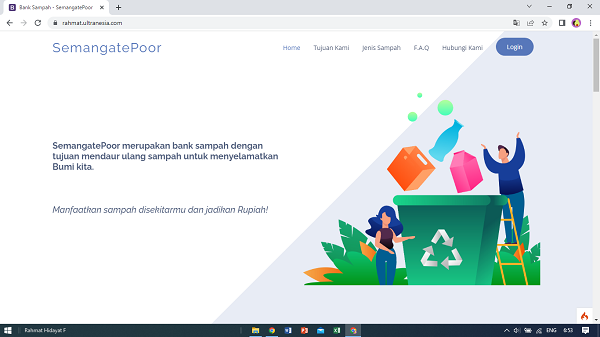 Bank Sampah - SemangatePoor
rahmat.ultranesia.com
SemangatePoor
Home
Tujuan Kami
Jenis Sampah
F.A.Q
Hubungi Kami
Login
SemangatePoor merupakan bank sampah dengan
tujuan mendaur ulang sampah untuk menyelamatkan
Bumi kita.
Manfaatkan sampah disekitarmu dan jadikan Rupiah!
Rahmat Hidayat F
ENG
6:53